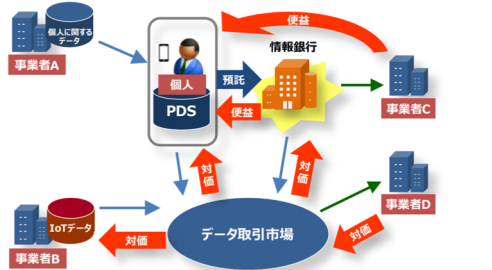 便益
個人に関する
データ
情報銀行
事業者A
個人
預託
PDS
便益
事業者C
対価
対価
IoTデータ
データ取引市場
事業者D
対価
対価
事業者B